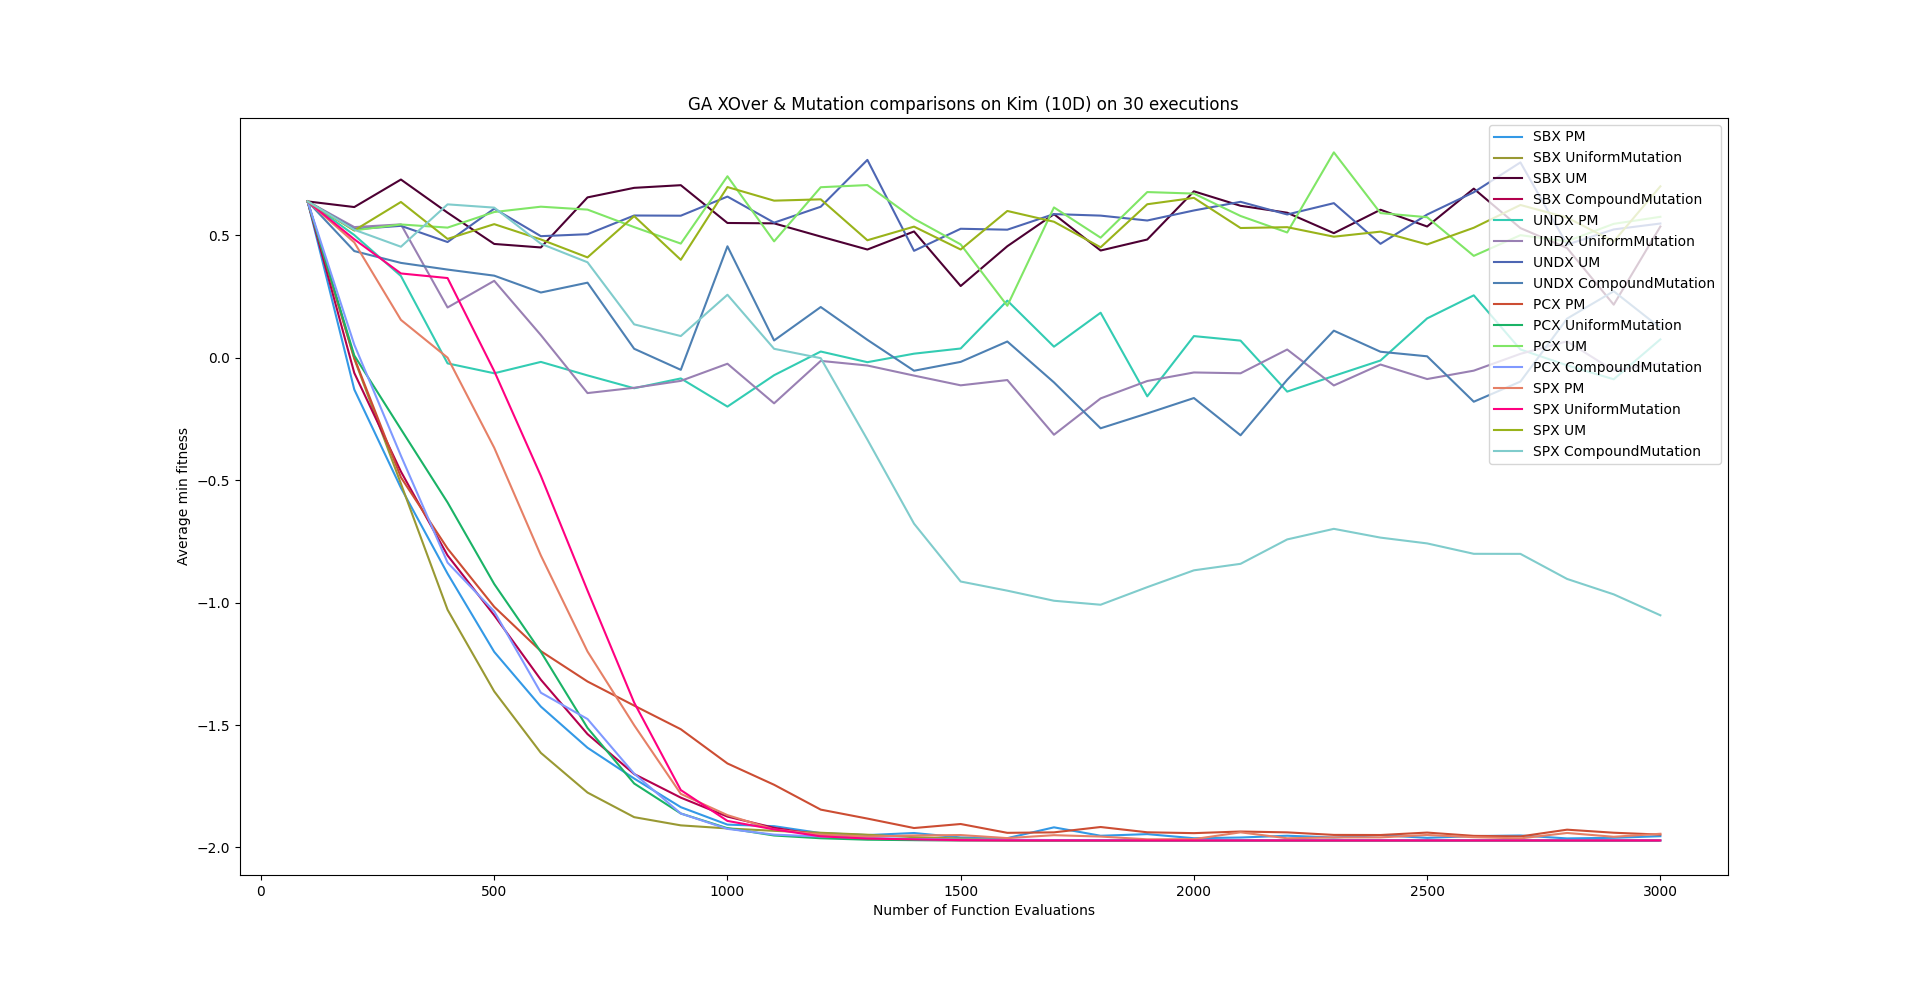 GA XOver & Mutation comparisons on Kim (10D) on 30 executions
SBX PM
SBX UniformMutation
SBX UM
SBX CompoundMutation
UNDX PM
UNDX UniformMutation
UNDX UM
UNDX CompoundMutation
PCX PM
PCX UniformMutation
PCX UM
PCX CompoundMutation
SPX PM
SPX UniformMutation
SPX UM
SPX CompoundMutation
Average min fitness
0.5
0.0
−0.5
−1.0
−1.5
−2.0
0
500
1000
1500
2000
2500
3000
Number of Function Evaluations